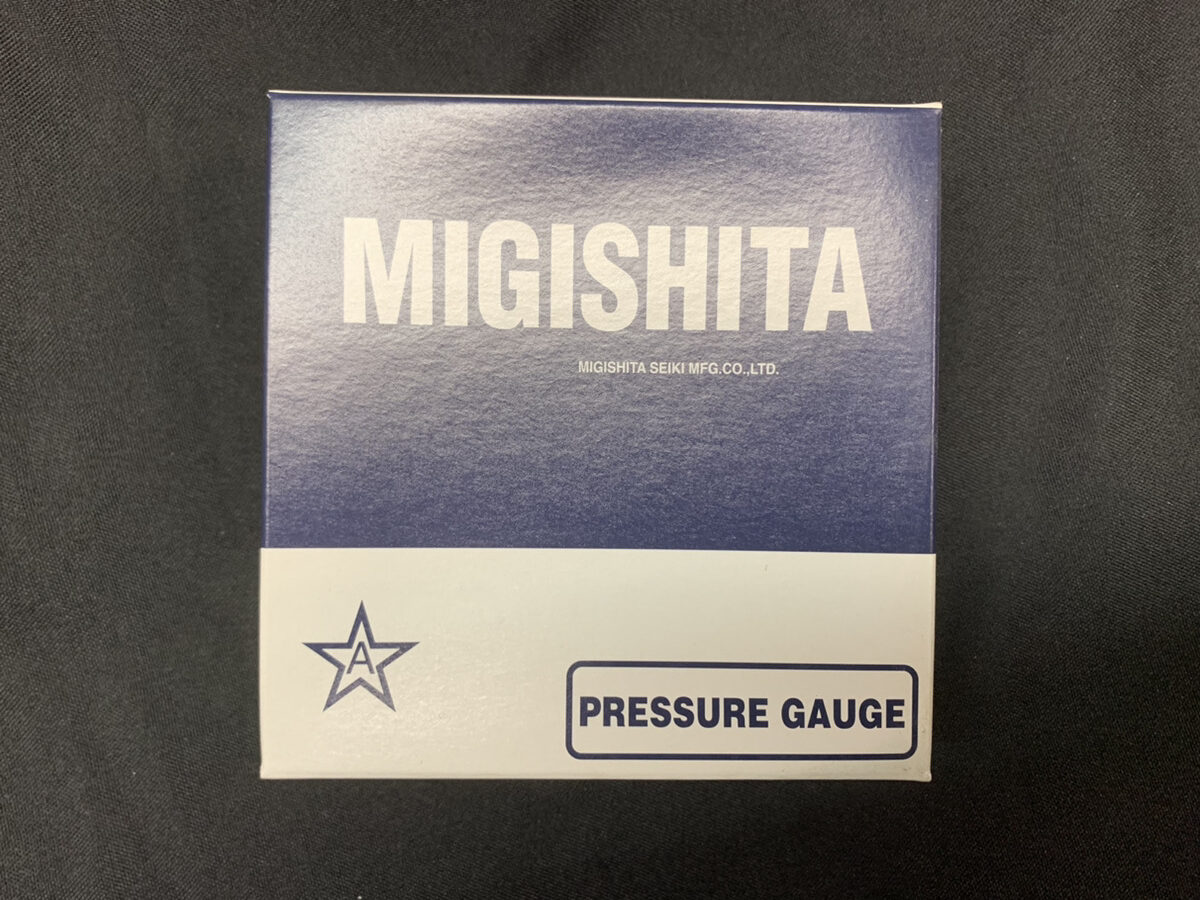 MIGISHITA
MIGISHITA SEIKI MFG.CO.,LTD.
A
PRESSURE GAUGE